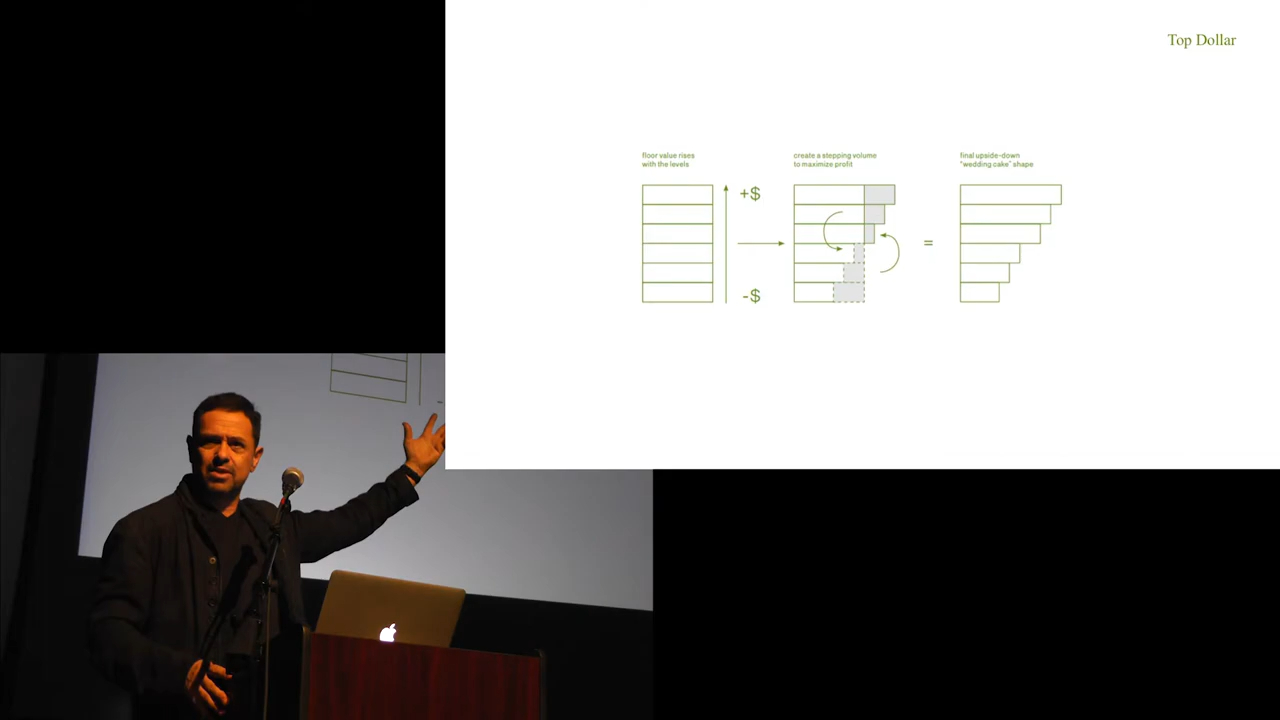 Top Dollar
floor value rises
with the levels
create a stepping volume
to maximize profit
final upside-down
"wedding cake" shape
+$
-$
=